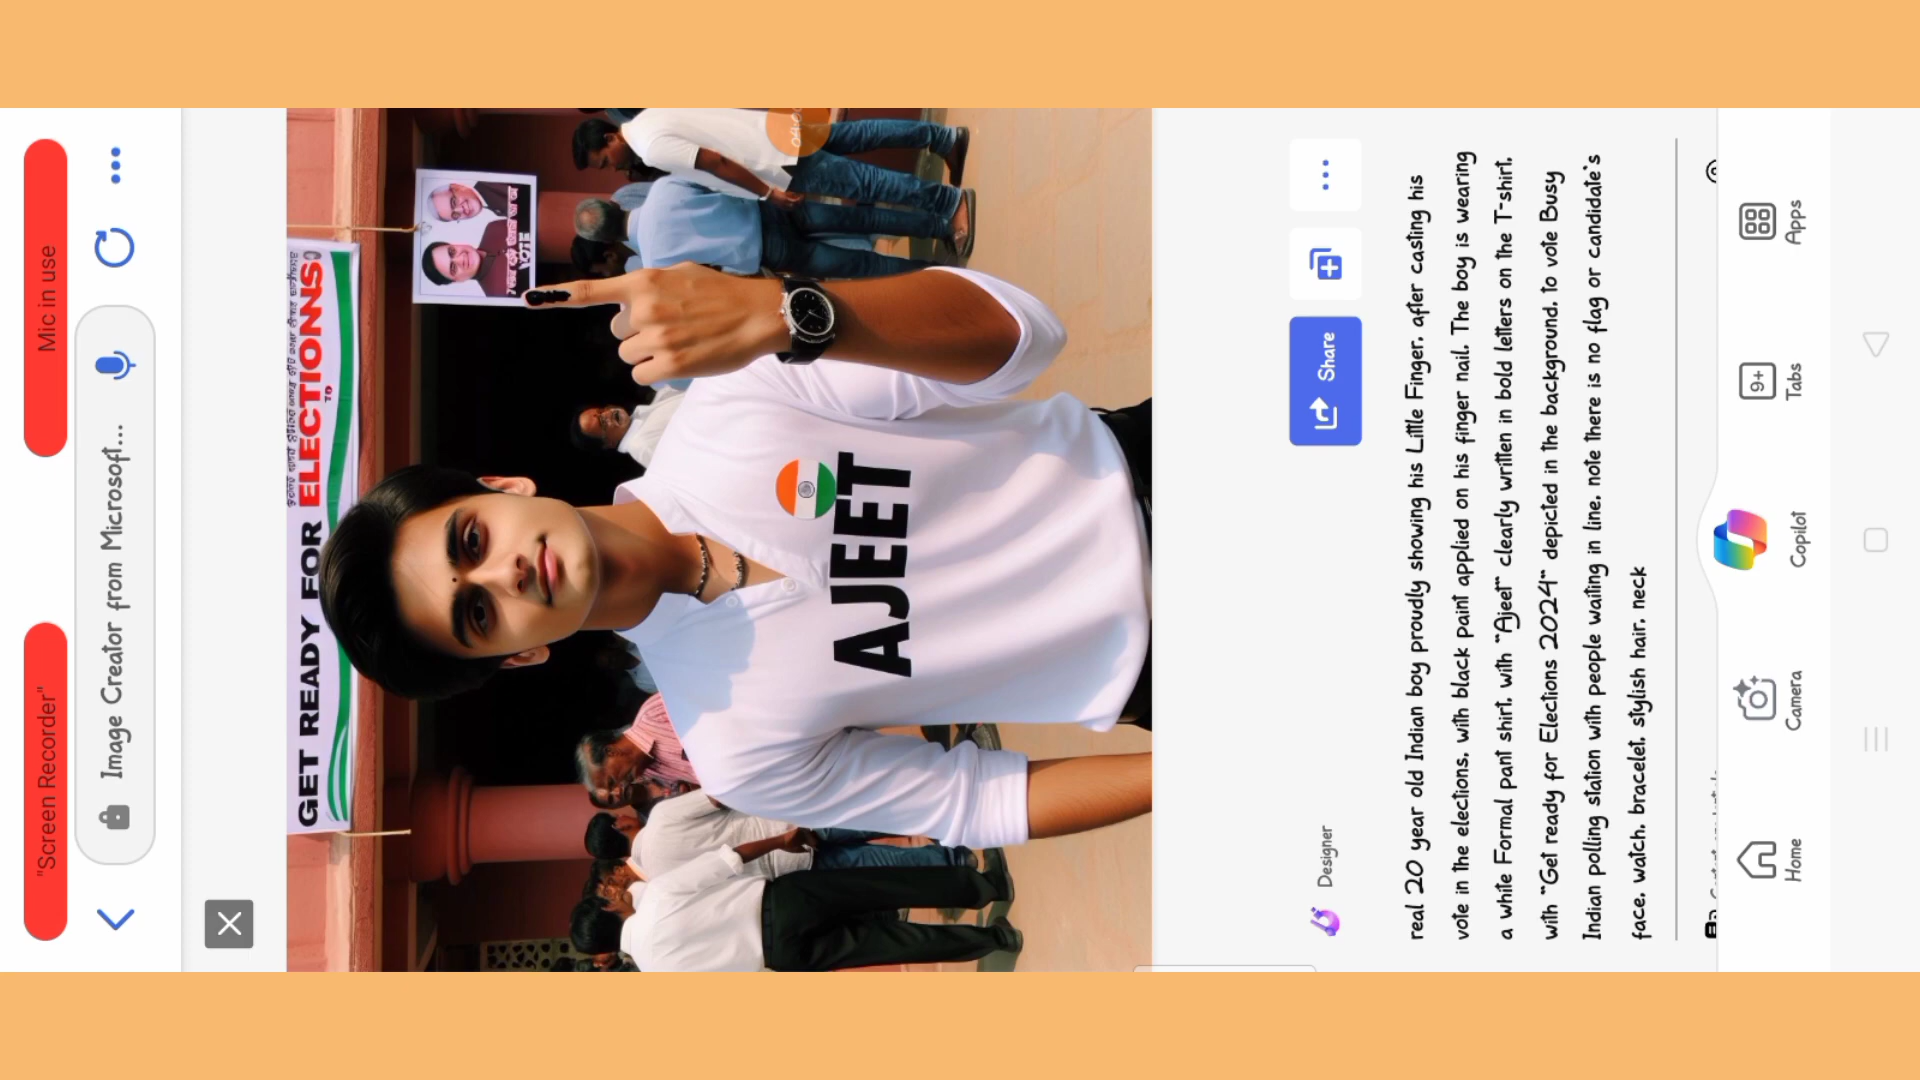 "Screen Recorder"
Mic in use
Image Creator from Microsoft...
GET READY FOR ELECTIONS
TO
VOTE
AJEET
Designer
Share
real 20 year old Indian boy proudly showing his Little Finger, after casting his
vote in the elections, with black paint applied on his finger nail. The boy is wearing
a white Formal pant shirt, with "Ajeet" clearly written in bold letters on the T-shirt,
with "Get ready for Elections 2024" depicted in the background, to vote Busy
Indian polling station with people waiting in line, note there is no flag or candidate's
face, watch, bracelet, stylish hair, neck
Home
Camera
Copilot
9+
Tabs
Apps